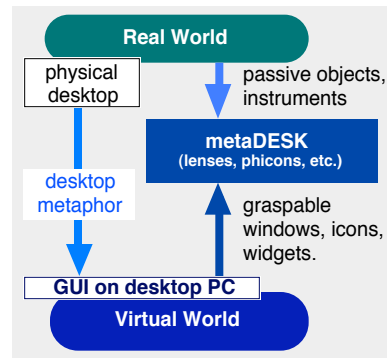 Real World
physical
desktop
passive objects,
instruments
metaDESK
(lenses, phicons, etc.)
desktop
metaphor
graspable
windows, icons,
widgets.
GUI on desktop PC
Virtual World